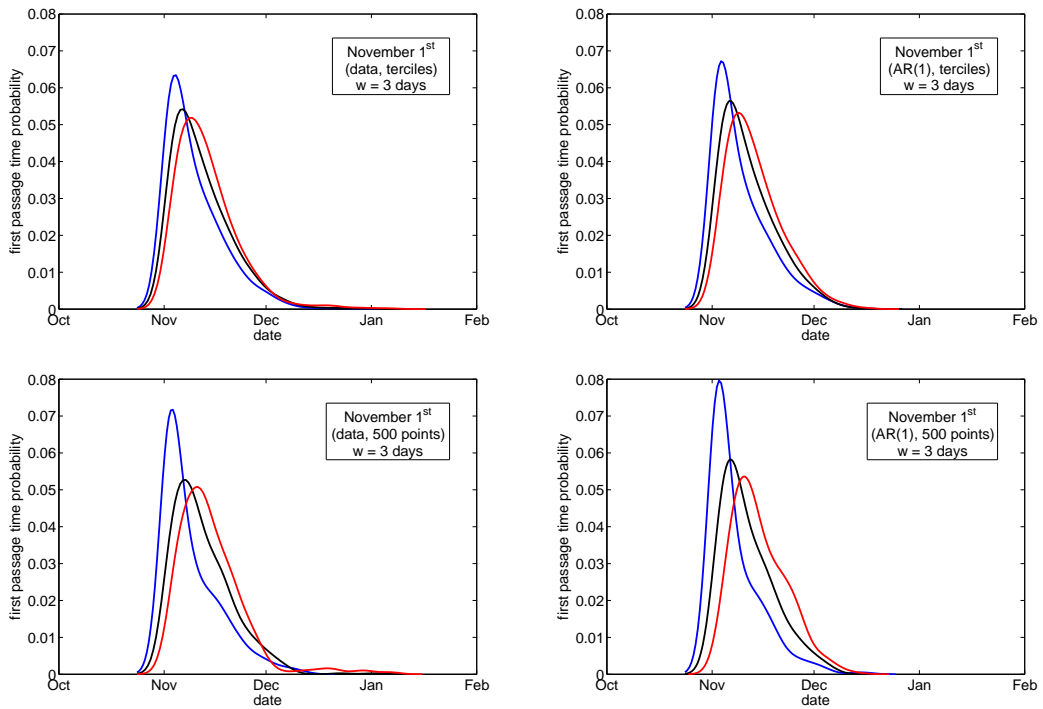 0.08
0.07
0.06
0.05
0.04
0.03
0.02
0.01
0
first passage time probability
Oct
Nov
Dec
Jan
Feb
date
November 1st
(data, terciles)
w = 3 days
0.08
0.07
0.06
0.05
0.04
0.03
0.02
0.01
0
first passage time probability
Oct
Nov
Dec
Jan
Feb
date
November 1st
(AR(1), terciles)
w = 3 days
0.08
0.07
0.06
0.05
0.04
0.03
0.02
0.01
0
first passage time probability
Oct
Nov
Dec
Jan
Feb
date
November 1st
(data, 500 points)
w = 3 days
0.08
0.07
0.06
0.05
0.04
0.03
0.02
0.01
0
first passage time probability
Oct
Nov
Dec
Jan
Feb
date
November 1st
(AR(1), 500 points)
w = 3 days